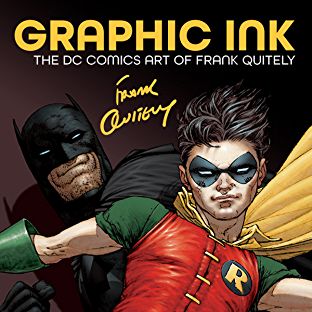 GRAPHIC INK
THE DC COMICS ART OF FRANK QUITELY
FRANK
QUITELY
R